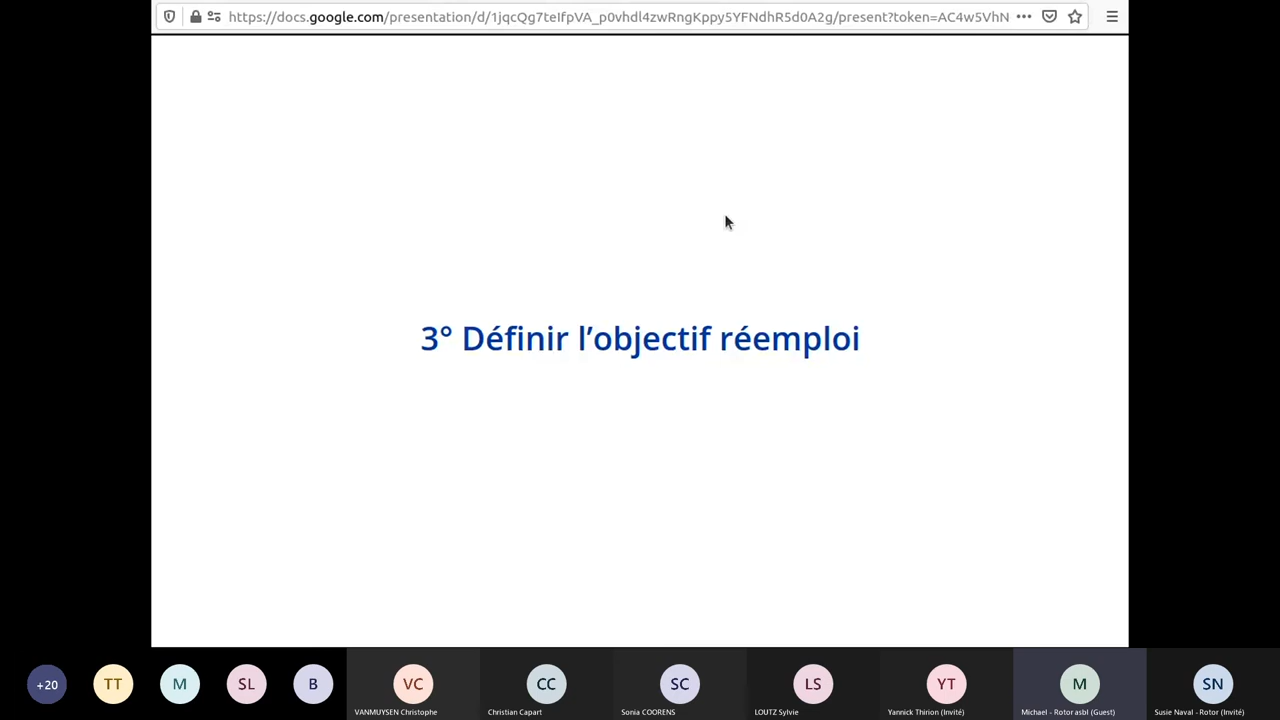 https://docs.google.com/presentation/d/1jqcQg7teIfpVA_p0vhdl4zwRngKppy5YFNdhR5d0A2g/present?token=AC4w5VhN
3° Définir l’objectif réemploi
+20
TT
M
SL
B
VC
CC
SC
LS
YT
M
SN
VANMUYSEN Christophe
Christian Capart
Sonia COORENS
LOUTZ Sylvie
Yannick Thirion (Invité)
Michael - Rotor asbl (Guest)
Susie Naval - Rotor (Invité)